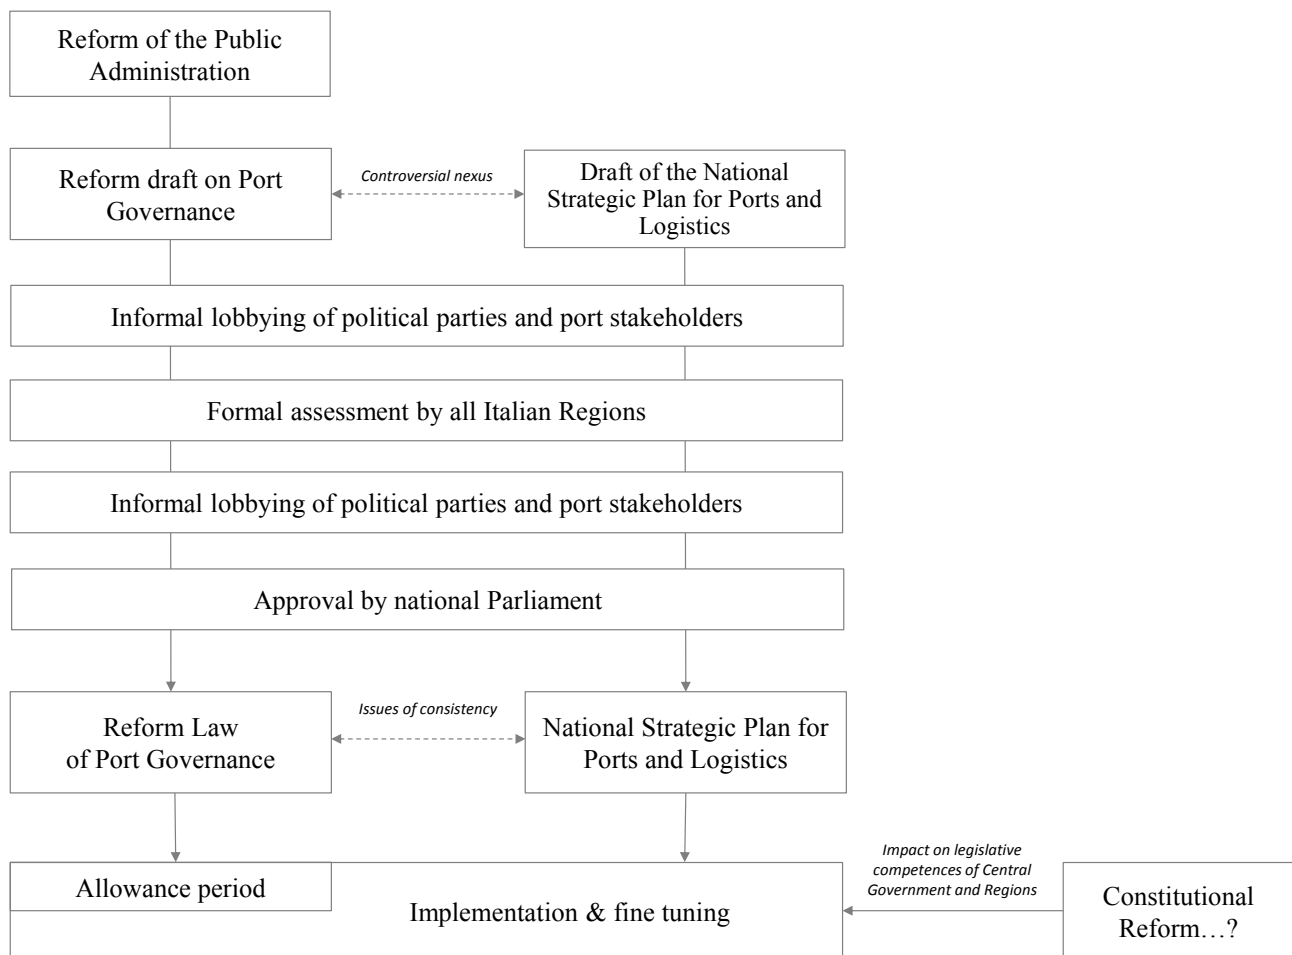 Reform of the Public
Administration
Reform draft on Port
Governance
Controversial nexus
Draft of the National
Strategic Plan for Ports and
Logistics
Informal lobbying of political parties and port stakeholders
Formal assessment by all Italian Regions
Informal lobbying of political parties and port stakeholders
Approval by national Parliament
Reform Law
of Port Governance
Issues of consistency
National Strategic Plan for
Ports and Logistics
Allowance period
Implementation & fine tuning
Impact on legislative
competences of Central
Government and Regions
Constitutional
Reform…?